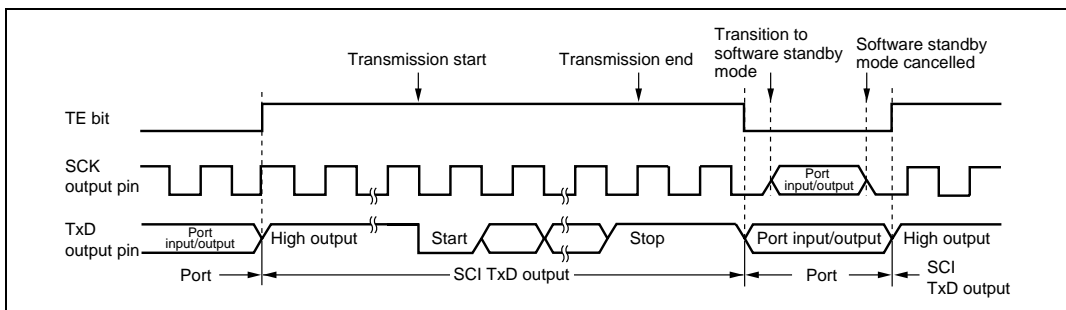 Transition to
software standby
mode
Software standby
mode cancelled
Transmission start
Transmission end
TE bit
SCK
output pin
Port
input/output
TxD
output pin
Port
input/output
High output
Start
Stop
Port input/output
High output
Port
SCI TxD output
Port
SCI
TxD output